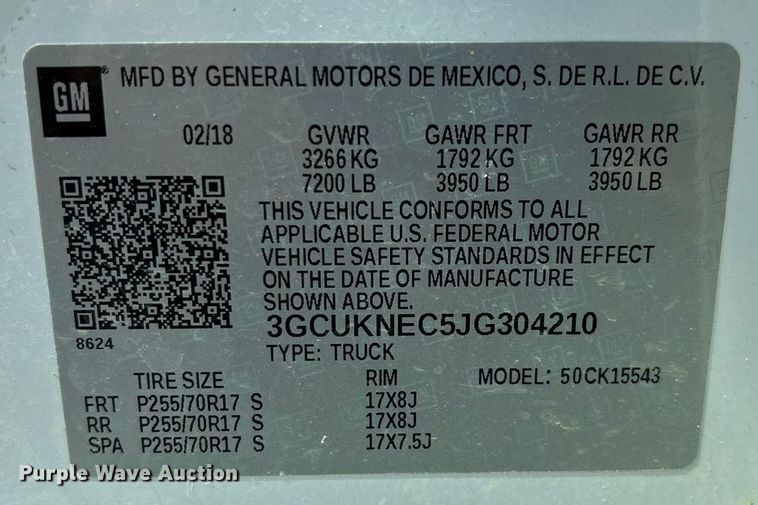 GM® MFD BY GENERAL MOTORS DE MEXICO, S. DE R.L. DE C.V.
02/18 GVWR GAWR FRT GAWR RR
3266 KG 1792 KG 1792 KG
7200 LB 3950 LB 3950 LB
THIS VEHICLE CONFORMS TO ALL
APPLICABLE U.S. FEDERAL MOTOR
VEHICLE SAFETY STANDARDS IN EFFECT
ON THE DATE OF MANUFACTURE
SHOWN ABOVE.
3GCUKNEC5JG304210
8624
TYPE: TRUCK
TIRE SIZE RIM MODEL: 50CK15543
FRT P255/70R17 S 17X8J
RR P255/70R17 S 17X8J
SPA P255/70R17 S 17X7.5J
Purple Wave Auction